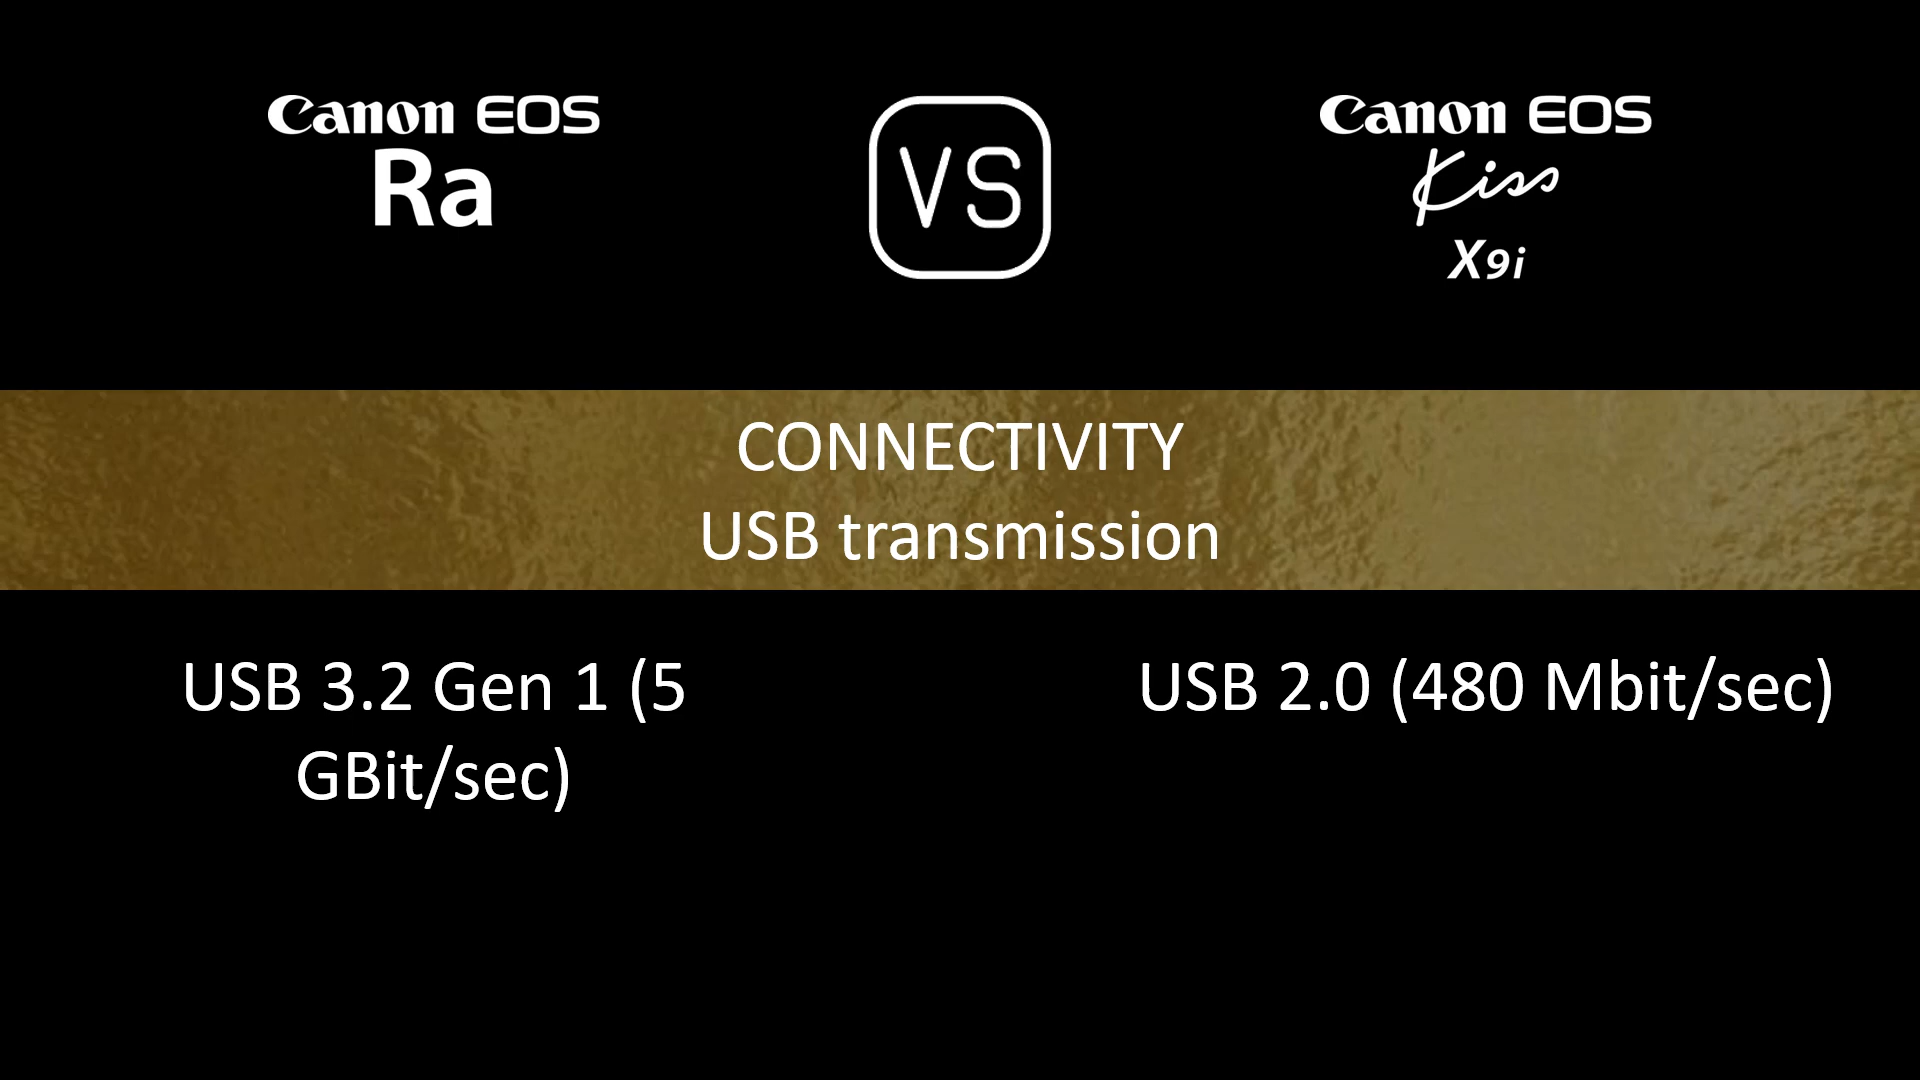 Canon EOS
Ra
VS
Canon EOS
Kiss
X9i
CONNECTIVITY
USB transmission
USB 3.2 Gen 1 (5
GBit/sec)
USB 2.0 (480 Mbit/sec)